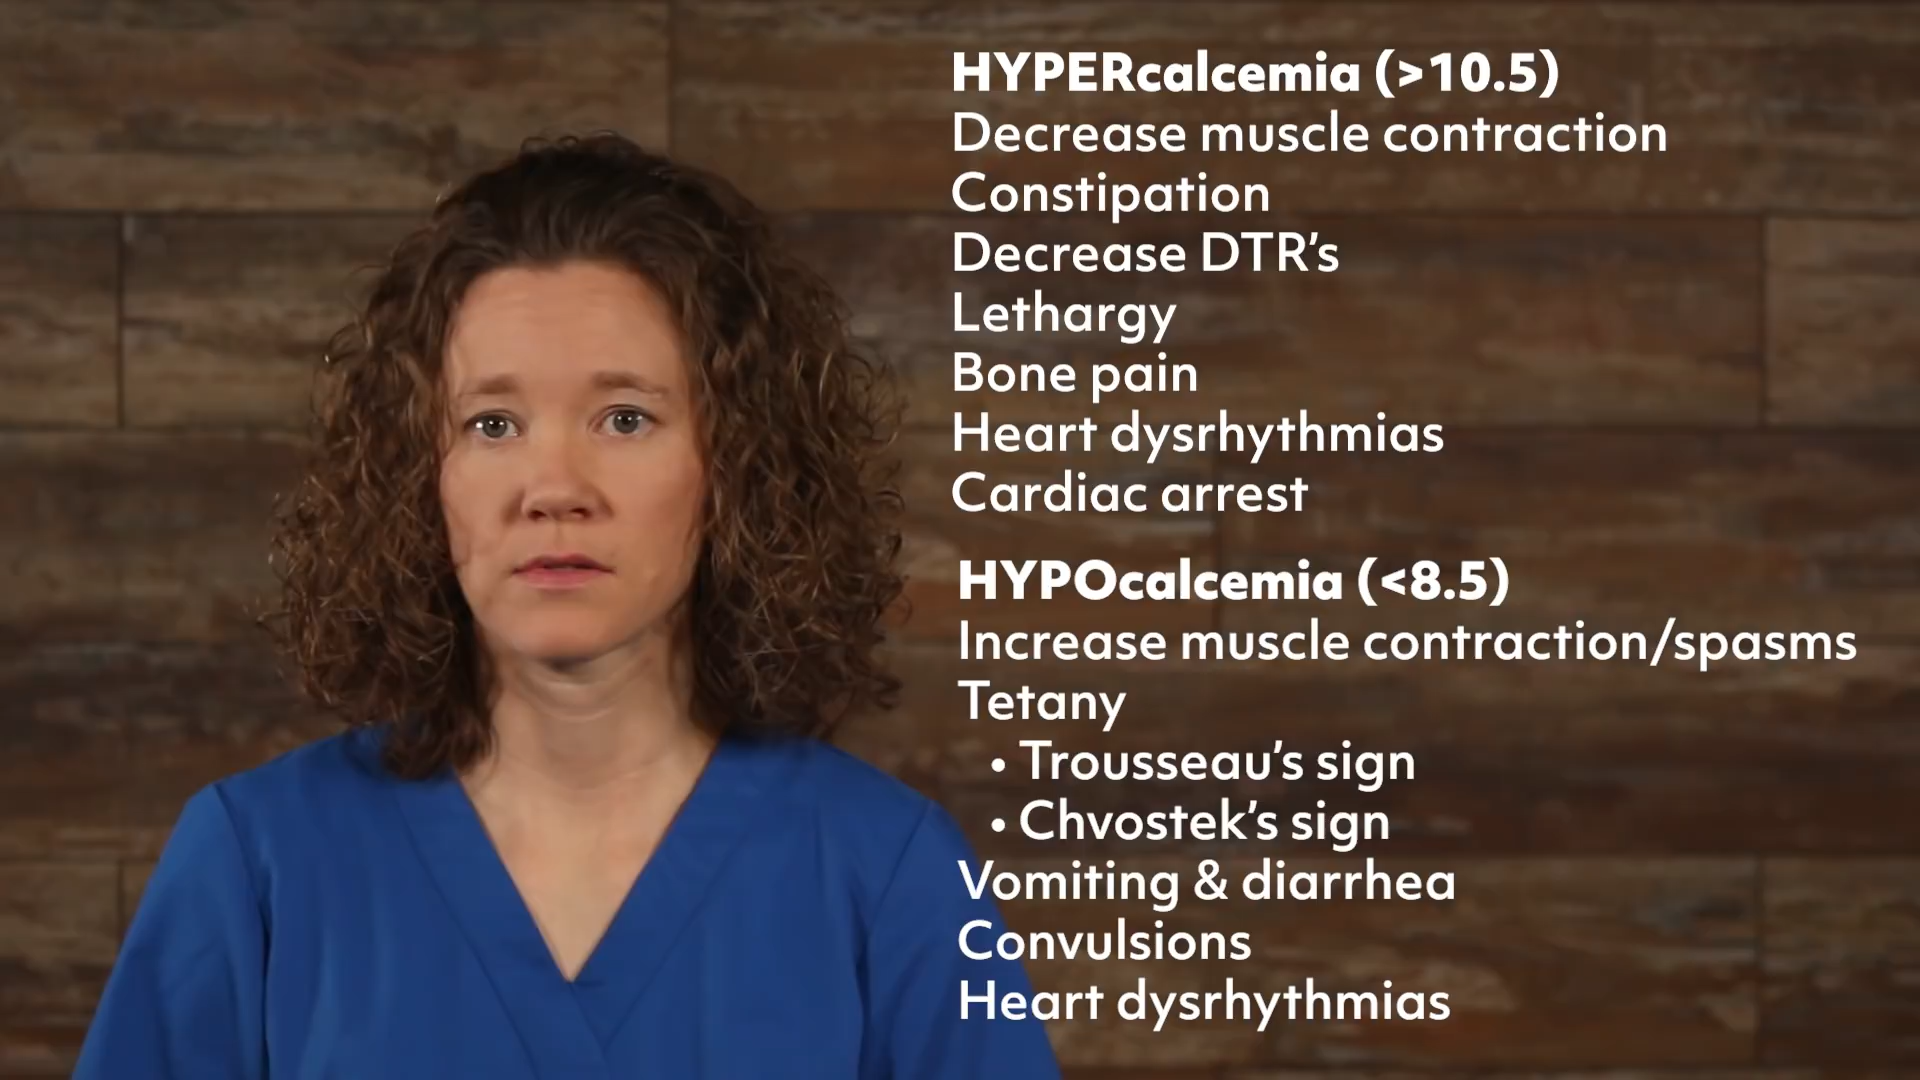 HYPERcalcemia (>10.5)
Decrease muscle contraction
Constipation
Decrease DTR’s
Lethargy
Bone pain
Heart dysrhythmias
Cardiac arrest
HYPOcalcemia (<8.5)
Increase muscle contraction/spasms
Tetany
• Trousseau’s sign
• Chvostek’s sign
Vomiting & diarrhea
Convulsions
Heart dysrhythmias